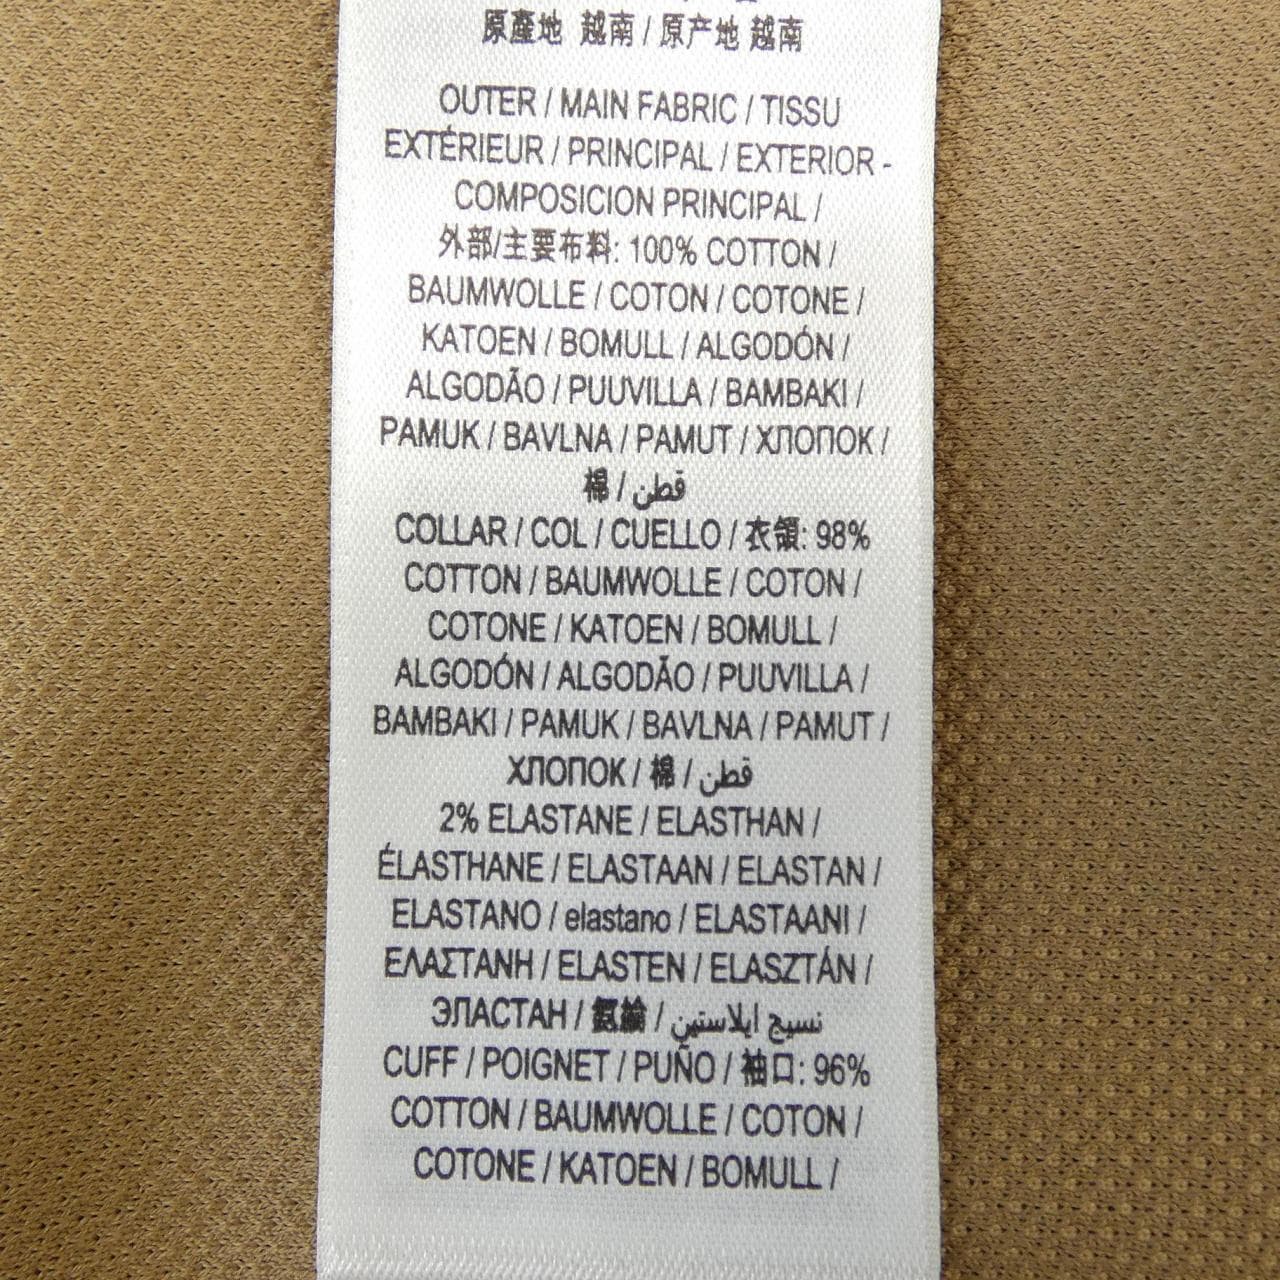 原產地 越南 / 原产地 越南
OUTER / MAIN FABRIC / TISSU
EXTÉRIEUR / PRINCIPAL / EXTERIOR -
COMPOSICION PRINCIPAL /
外部/主要布料: 100% COTTON /
BAUMWOLLE / COTON / COTONE /
KATOEN / BOMULL / ALGODÓN /
ALGODÃO / PUUVILLA / BAMBAKI /
PAMUK / BAVLNA / PAMUT / ХЛОПОК /
棉 / قطن
COLLAR / COL / CUELLO / 衣領: 98%
COTTON / BAUMWOLLE / COTON /
COTONE / KATOEN / BOMULL /
ALGODÓN / ALGODÃO / PUUVILLA /
BAMBAKI / PAMUK / BAVLNA / PAMUT /
ХЛОПОК / 棉 / قطن
2% ELASTANE / ELASTHAN /
ÉLASTHANE / ELASTAAN / ELASTAN /
ELASTANO / elastano / ELASTAANI /
ΕΛΑΣΤΑΝΗ / ELASTEN / ELASZTÁN /
ЭЛАСТАН / 氨綸 / نسيج ايلاستين
CUFF / POIGNET / PUÑO / 袖口: 96%
COTTON / BAUMWOLLE / COTON /
COTONE / KATOEN / BOMULL /